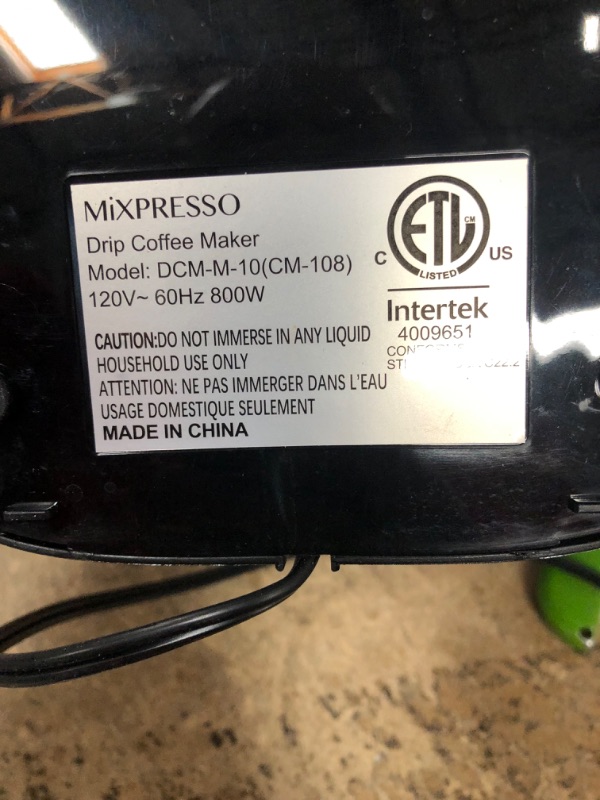 MiXPRESSO
Drip Coffee Maker
Model: DCM-M-10(CM-108)
120V~ 60Hz 800W
CAUTION:DO NOT IMMERSE IN ANY LIQUID
HOUSEHOLD USE ONLY
ATTENTION: NE PAS IMMERGER DANS L'EAU
USAGE DOMESTIQUE SEULEMENT
MADE IN CHINA
ETL CM
C US
LISTED
Intertek
4009651